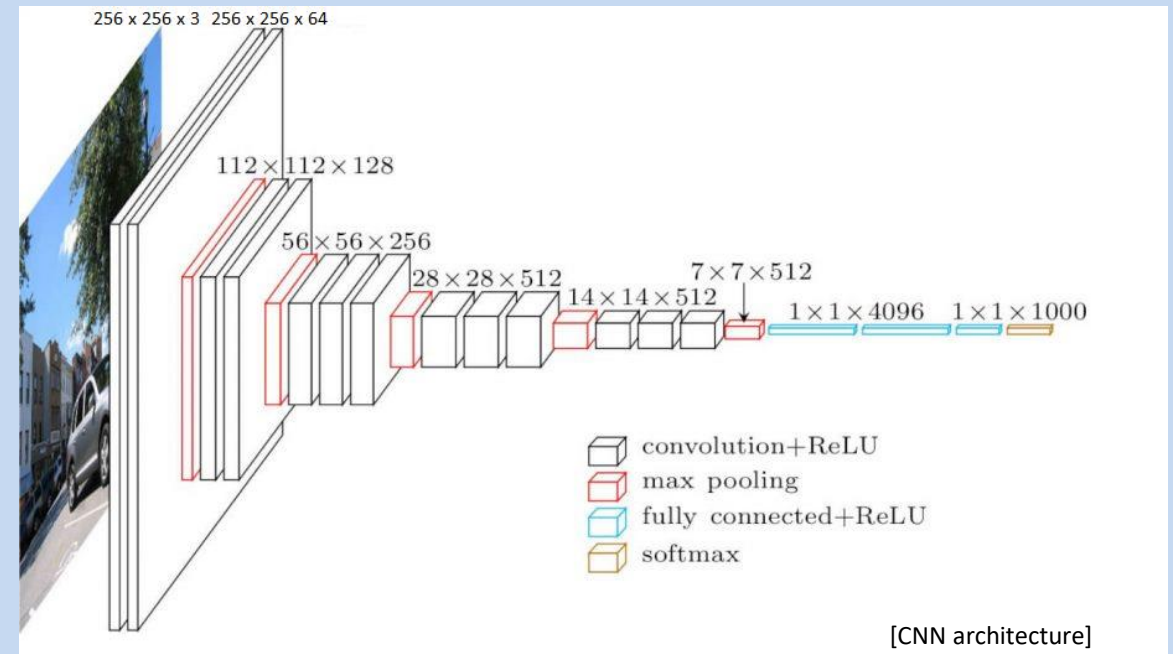 256 x 256 x 3 256 x 256 x 64
112×112×128
56×56×256
28×28×512
14×14×512
7×7×512
1×1×4096
1×1×1000
convolution+ReLU
max pooling
fully connected+ReLU
softmax
[CNN architecture]